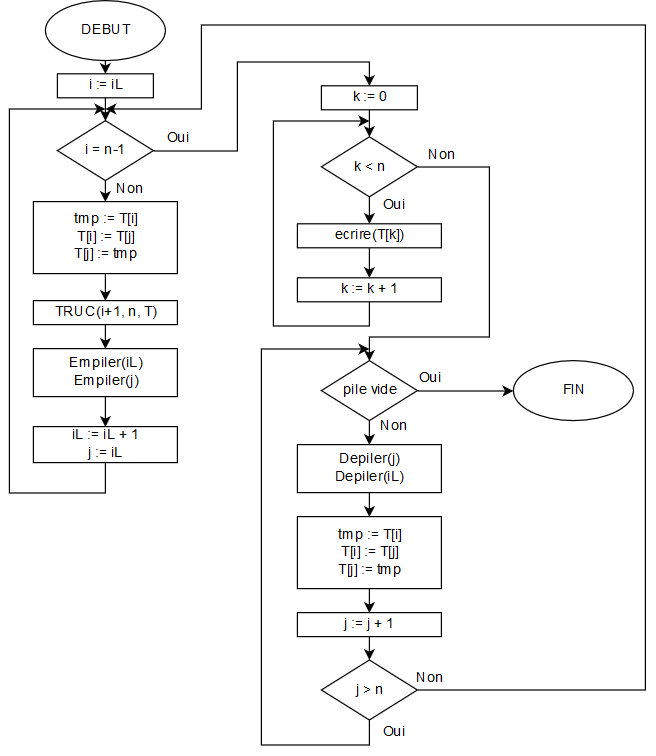 DEBUT
i := iL
i = n-1
Oui
Non
tmp := T[i]
T[i] := T[j]
T[j] := tmp
TRUC(i+1, n, T)
Empiler(iL)
Empiler(j)
iL := iL + 1
j := iL
k := 0
k < n
Non
Oui
ecrire(T[k])
k := k + 1
pile vide
Oui
FIN
Non
Depiler(j)
Depiler(iL)
tmp := T[i]
T[i] := T[j]
T[j] := tmp
j := j + 1
j > n
Non
Oui